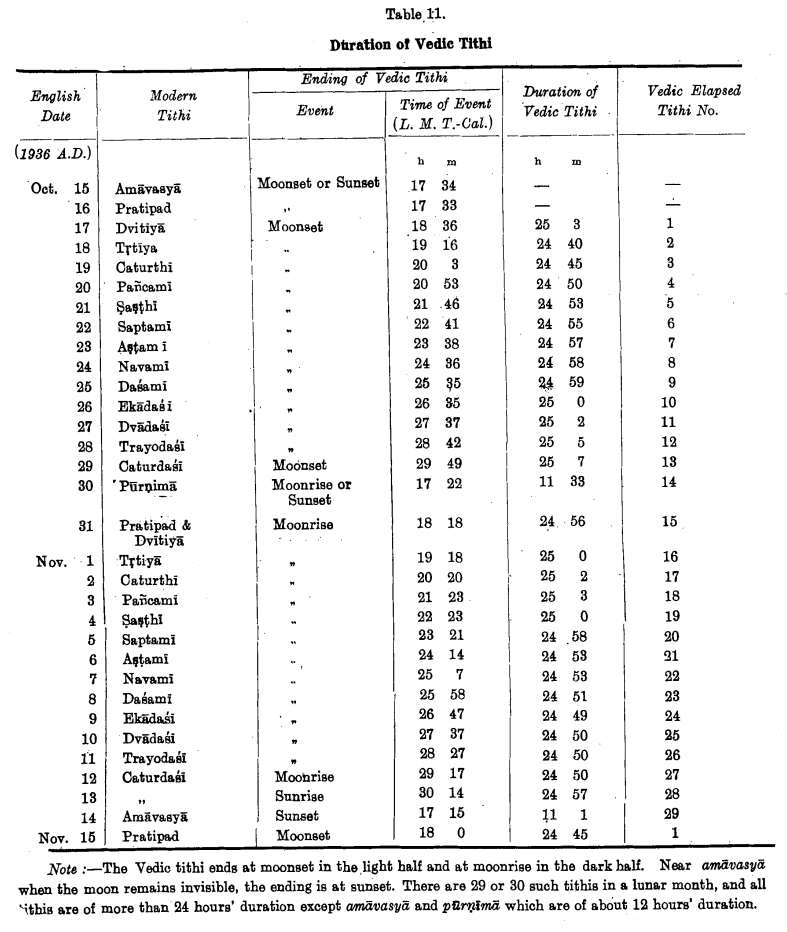 Table 11.
Duration of Vedic Tithi
English Date | Modern Tithi | Ending of Vedic Tithi: Event | Ending of Vedic Tithi: Time of Event (L. M. T.-Cal.) | Duration of Vedic Tithi | Vedic Elapsed Tithi No.
(1936 A.D.) | | | h m | h m |
Oct. 15 | Amāvasyā | Moonset or Sunset | 17 34 | — | —
16 | Pratipad | ,, | 17 33 | — | —
17 | Dvitiyā | Moonset | 18 36 | 25 3 | 1
18 | Tṛtīya | ,, | 19 16 | 24 40 | 2
19 | Caturthī | ,, | 20 3 | 24 45 | 3
20 | Pañcamī | ,, | 20 53 | 24 50 | 4
21 | Ṣaṣṭhī | ,, | 21 46 | 24 53 | 5
22 | Saptamī | ,, | 22 41 | 24 55 | 6
23 | Aṣṭam i | ,, | 23 38 | 24 57 | 7
24 | Navamī | ,, | 24 36 | 24 58 | 8
25 | Daśamī | ,, | 25 35 | 24 59 | 9
26 | Ekādaśī | ,, | 26 35 | 25 0 | 10
27 | Dvādaśī | ,, | 27 37 | 25 2 | 11
28 | Trayodaśī | ,, | 28 42 | 25 5 | 12
29 | Caturdaśī | Moonset | 29 49 | 25 7 | 13
30 | Pūrṇimā | Moonrise or | 17 22 | 11 33 | 14
Sunset
31 | Pratipad & | Moonrise | 18 18 | 24 56 | 15
Dvītiyā
Nov. 1 | Tṛtiyā | ,, | 19 18 | 25 0 | 16
2 | Caturthī | ,, | 20 20 | 25 2 | 17
3 | Pañcamī | ,, | 21 23 | 25 3 | 18
4 | Ṣaṣṭhī | ,, | 22 23 | 25 0 | 19
5 | Saptamī | ,, | 23 21 | 24 58 | 20
6 | Aṣṭamī | ,, | 24 14 | 24 53 | 21
7 | Navamī | ,, | 25 7 | 24 53 | 22
8 | Daśamī | ,, | 25 58 | 24 51 | 23
9 | Ekādaśī | ,, | 26 47 | 24 49 | 24
10 | Dvādaśī | ,, | 27 37 | 24 50 | 25
11 | Trayodaśī | ,, | 28 27 | 24 50 | 26
12 | Caturdaśī | Moonrise | 29 17 | 24 50 | 27
13 | ,, | Sunrise | 30 14 | 24 57 | 28
14 | Amāvasyā | Sunset | 17 15 | 11 1 | 29
Nov. 15 | Pratipad | Moonset | 18 0 | 24 45 | 1
Note :—The Vedic tithi ends at moonset in the light half and at moonrise in the dark half. Near amāvasyā
when the moon remains invisible, the ending is at sunset. There are 29 or 30 such tithis in a lunar month, and all
tithis are of more than 24 hours' duration except amāvasyā and pūrṇimā which are of about 12 hours' duration.